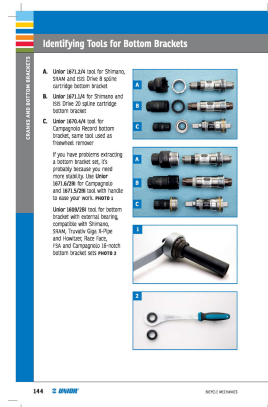 Identifying Tools for Bottom Brackets
CRANKS AND BOTTOM BRACKETS
A. Unior 1671.2/4 tool for Shimano,
SRAM and ISIS Drive 8 spline
cartridge bottom bracket
B. Unior 1671.1/4 for Shimano and
ISIS Drive 20 spline cartridge
bottom bracket
C. Unior 1670.4/4 tool for
Campagnolo Record bottom
bracket, same tool used as
freewheel remover
If you have problems extracting
a bottom bracket set, it's
probably because you need
more stability. Use Unior
1671.6/2BI for Campagnolo
and 1671.5/2BI tool with handle
to ease your work. PHOTO 1
Unior 1609/2BI tool for bottom
bracket with external bearing,
compatible with Shimano,
SRAM, Truvativ Giga X-Pipe
and Howitzer, Race Face,
FSA and Campagnolo 16-notch
bottom bracket sets PHOTO 2
A
B
C
A
B
C
1
2
144 UNIOR
BICYCLE MECHANICS